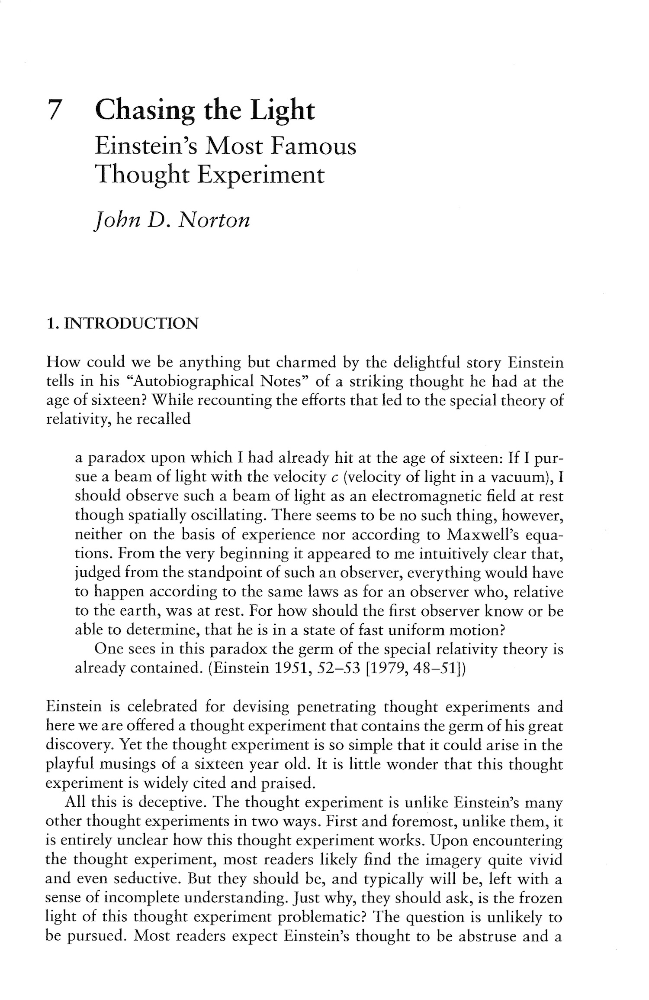 7 Chasing the Light
Einstein's Most Famous
Thought Experiment
John D. Norton
1. INTRODUCTION
How could we be anything but charmed by the delightful story Einstein
tells in his “Autobiographical Notes” of a striking thought he had at the
age of sixteen? While recounting the efforts that led to the special theory of
relativity, he recalled
a paradox upon which I had already hit at the age of sixteen: If I pur-
sue a beam of light with the velocity c (velocity of light in a vacuum), I
should observe such a beam of light as an electromagnetic field at rest
though spatially oscillating. There seems to be no such thing, however,
neither on the basis of experience nor according to Maxwell's equa-
tions. From the very beginning it appeared to me intuitively clear that,
judged from the standpoint of such an observer, everything would have
to happen according to the same laws as for an observer who, relative
to the earth, was at rest. For how should the first observer know or be
able to determine, that he is in a state of fast uniform motion?
One sees in this paradox the germ of the special relativity theory is
already contained. (Einstein 1951, 52–53 [1979, 48–51])
Einstein is celebrated for devising penetrating thought experiments and
here we are offered a thought experiment that contains the germ of his great
discovery. Yet the thought experiment is so simple that it could arise in the
playful musings of a sixteen year old. It is little wonder that this thought
experiment is widely cited and praised.
All this is deceptive. The thought experiment is unlike Einstein's many
other thought experiments in two ways. First and foremost, unlike them, it
is entirely unclear how this thought experiment works. Upon encountering
the thought experiment, most readers likely find the imagery quite vivid
and even seductive. But they should be, and typically will be, left with a
sense of incomplete understanding. Just why, they should ask, is the frozen
light of this thought experiment problematic? The question is unlikely to
be pursued. Most readers expect Einstein's thought to be abstruse and a